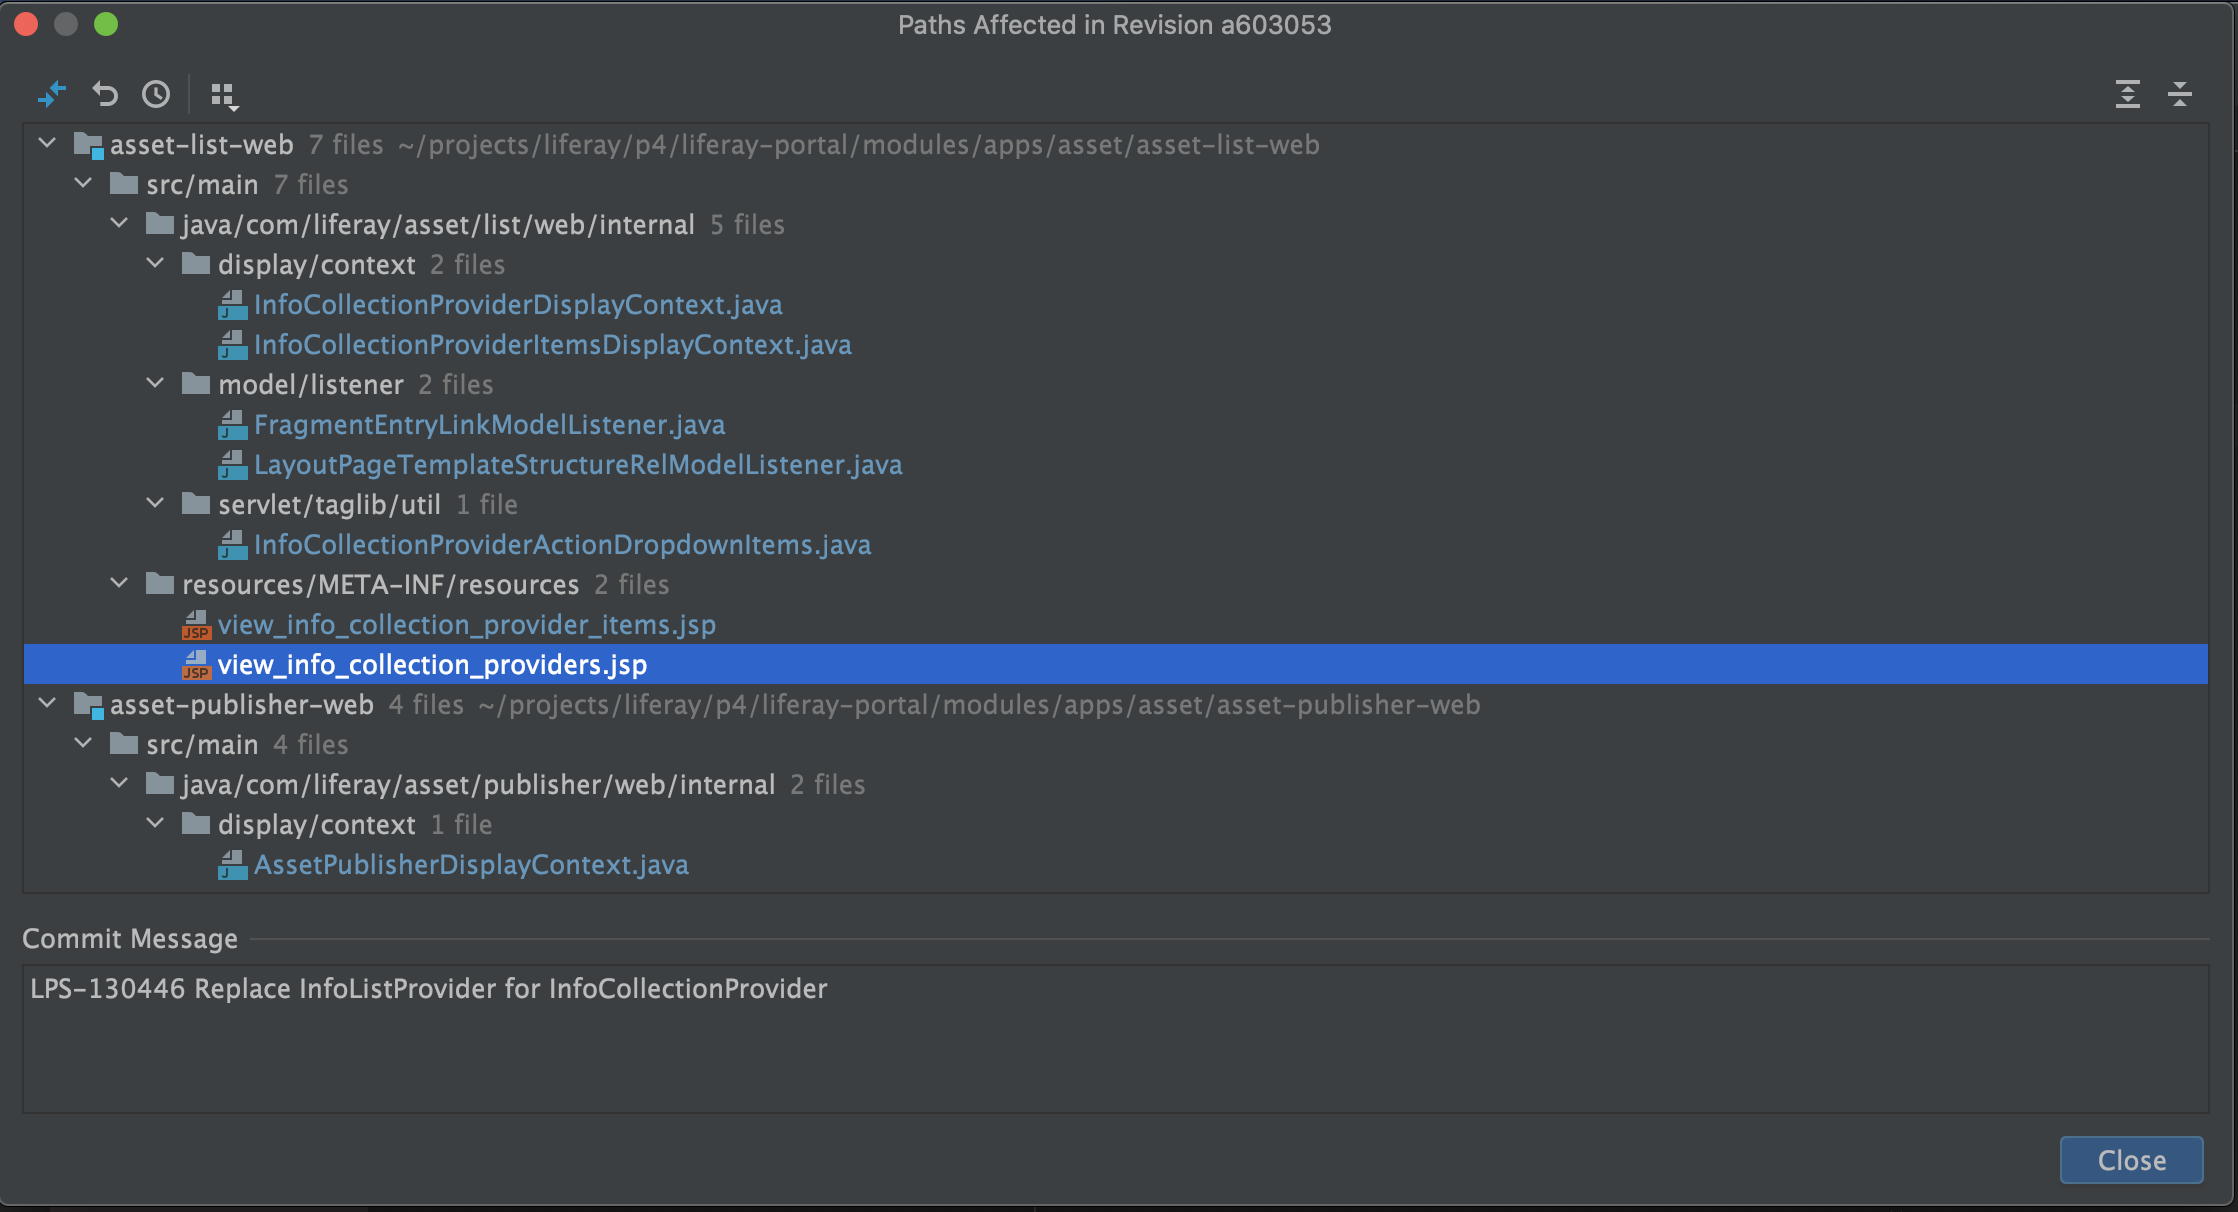 Paths Affected in Revision a603053
asset-list-web 7 files ~/projects/liferay/p4/liferay-portal/modules/apps/asset/asset-list-web
src/main 7 files
java/com/liferay/asset/list/web/internal 5 files
display/context 2 files
J InfoCollectionProviderDisplayContext.java
J InfoCollectionProviderItemsDisplayContext.java
model/listener 2 files
J FragmentEntryLinkModelListener.java
J LayoutPageTemplateStructureRelModelListener.java
servlet/taglib/util 1 file
J InfoCollectionProviderActionDropdownItems.java
resources/META-INF/resources 2 files
JSP view_info_collection_provider_items.jsp
JSP view_info_collection_providers.jsp
asset-publisher-web 4 files ~/projects/liferay/p4/liferay-portal/modules/apps/asset/asset-publisher-web
src/main 4 files
java/com/liferay/asset/publisher/web/internal 2 files
display/context 1 file
J AssetPublisherDisplayContext.java
Commit Message
LPS-130446 Replace InfoListProvider for InfoCollectionProvider
Close